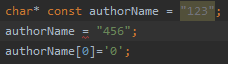 char* const authorName = "123";
authorName = "456";
authorName[0]='0';